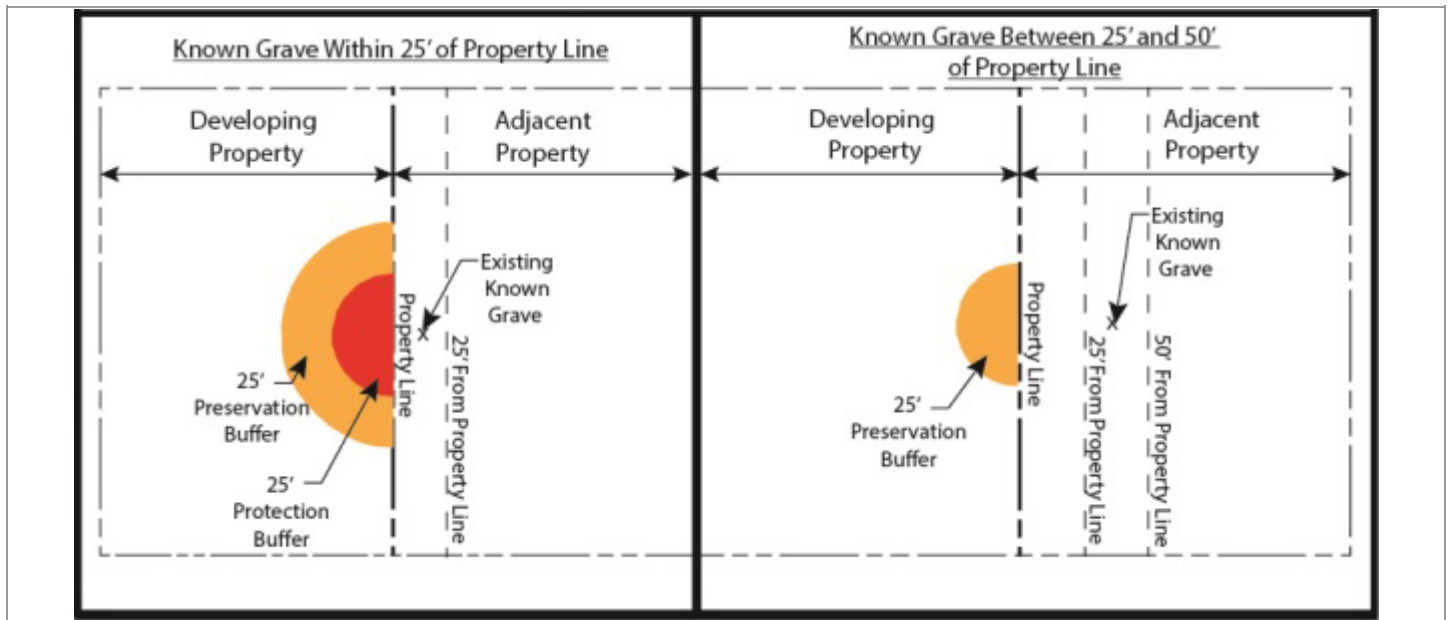 Known Grave Within 25' of Property Line
Developing
Property
Adjacent
Property
Existing
Known
Grave
Property Line
25' From Property Line
25'
Preservation
Buffer
25'
Protection
Buffer
Known Grave Between 25' and 50'
of Property Line
Developing
Property
Adjacent
Property
Existing
Known
Grave
Property Line
25' From Property Line
50' From Property Line
25'
Preservation
Buffer